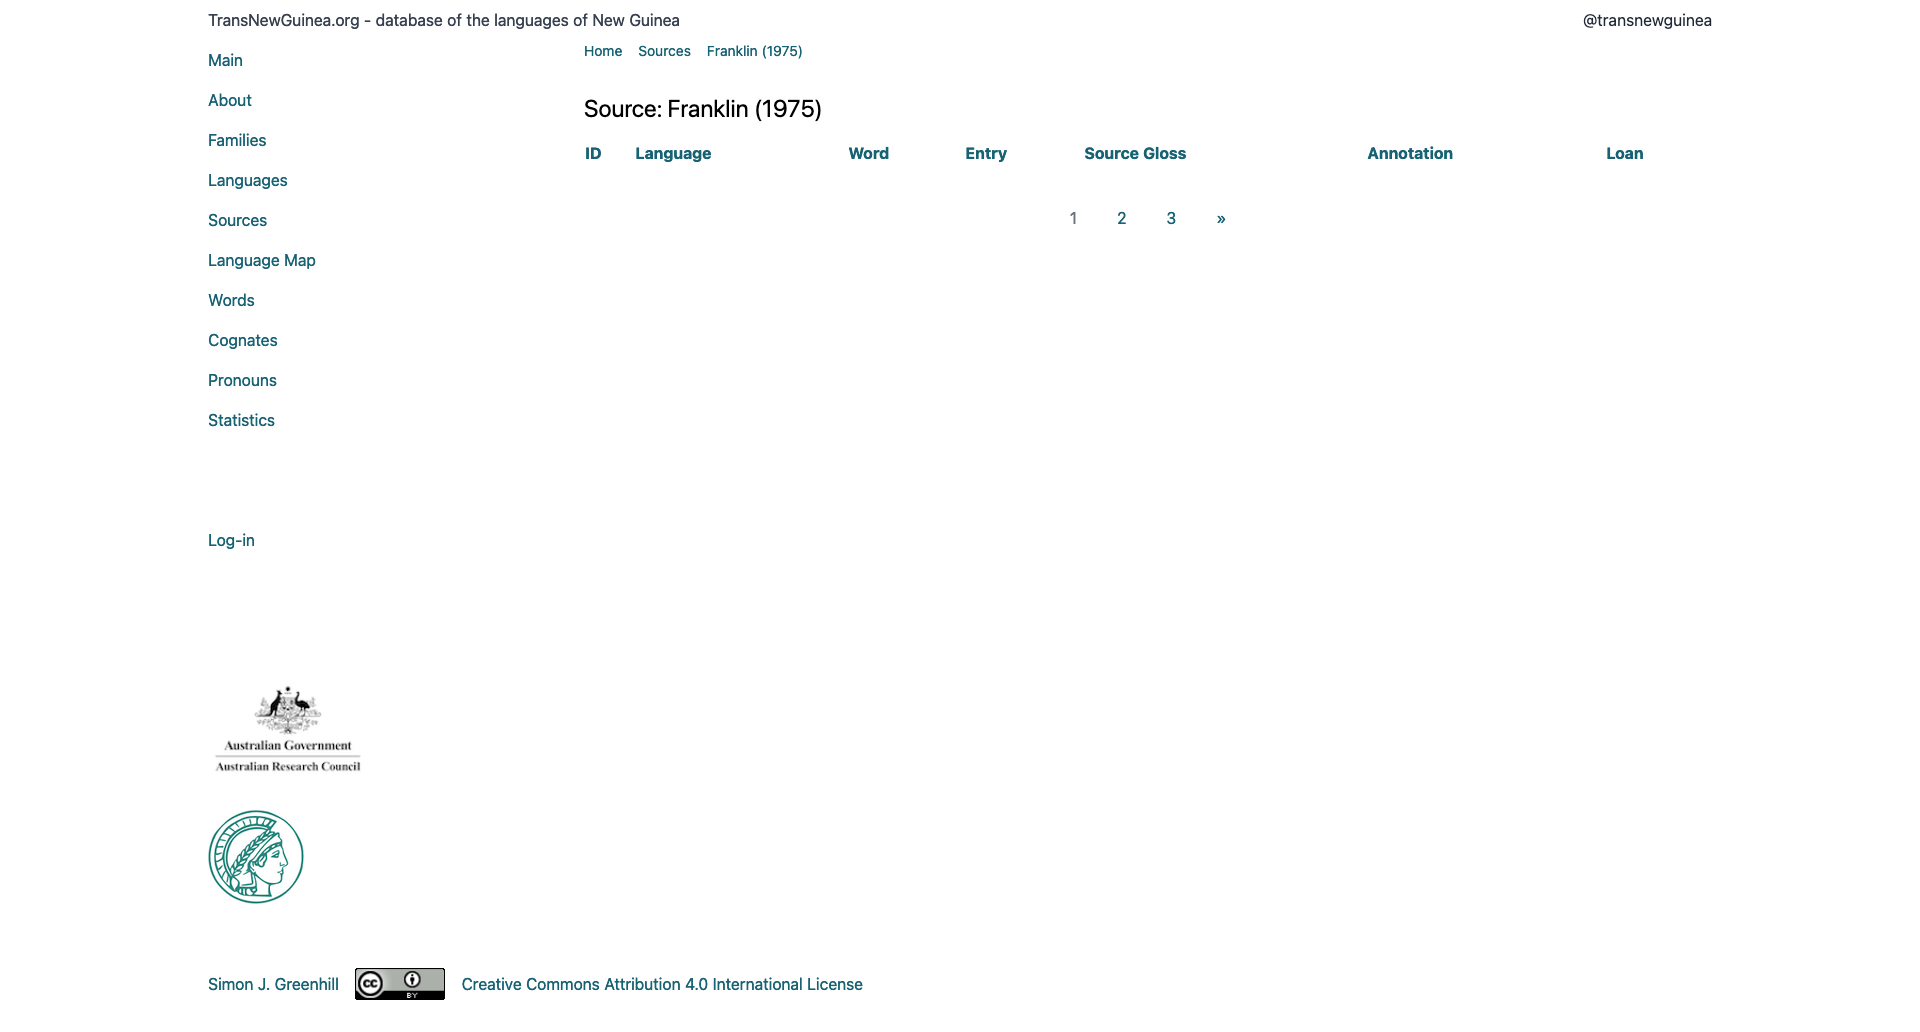 TransNewGuinea.org - database of the languages of New Guinea
@transnewguinea
Main
About
Families
Languages
Sources
Language Map
Words
Cognates
Pronouns
Statistics
Log-in
Australian Government
Australian Research Council
Home Sources Franklin (1975)
Source: Franklin (1975)
ID Language Word Entry Source Gloss Annotation Loan
1 2 3 »
Simon J. Greenhill cc BY Creative Commons Attribution 4.0 International License